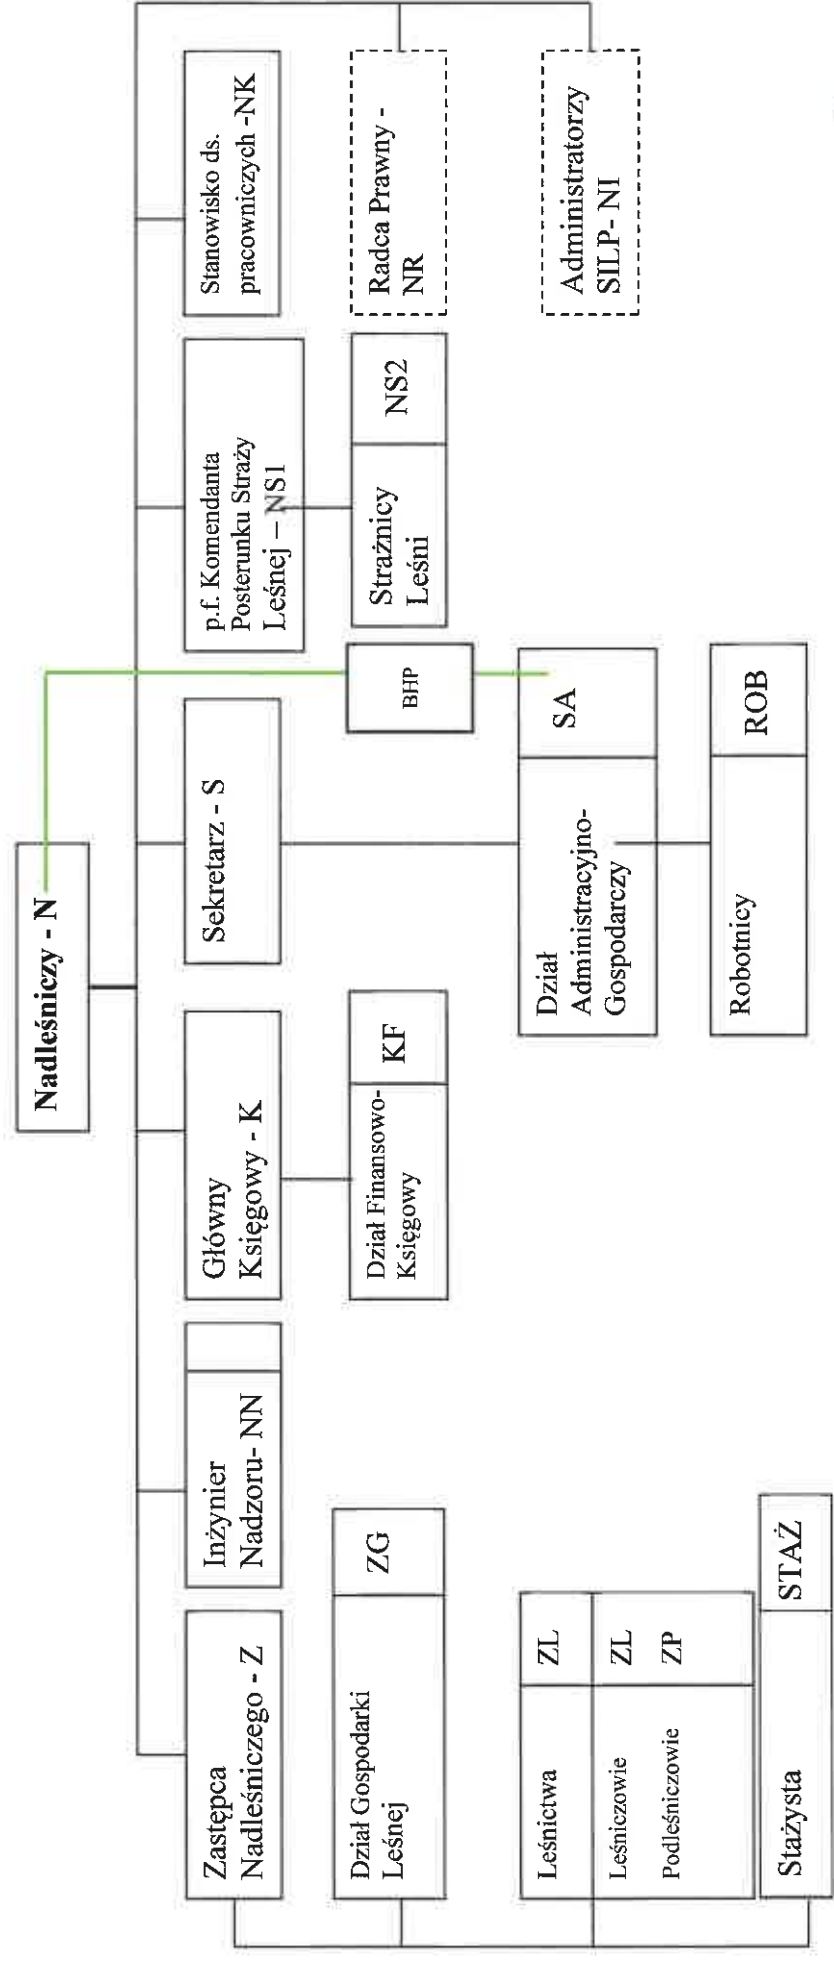 Nadleśniczy - N
Zastępca
Nadleśniczego - Z
Inżynier
Nadzoru- NN
Główny
Księgowy - K
Sekretarz - S
p.f. Komendanta
Posterunku Straży
Leśnej – NS1
Stanowisko ds.
pracowniczych -NK
Dział Gospodarki
Leśnej
ZG
Dział Finansowo-
Księgowy
KF
BHP
Strażnicy
Leśni
NS2
Radca Prawny -
NR
Leśnictwa
ZL
Leśniczowie
ZL
Podleśniczowie
ZP
Dział
Administracyjno-
Gospodarczy
SA
Administratorzy
SILP- NI
Stażysta
STAŻ
Robotnicy
ROB